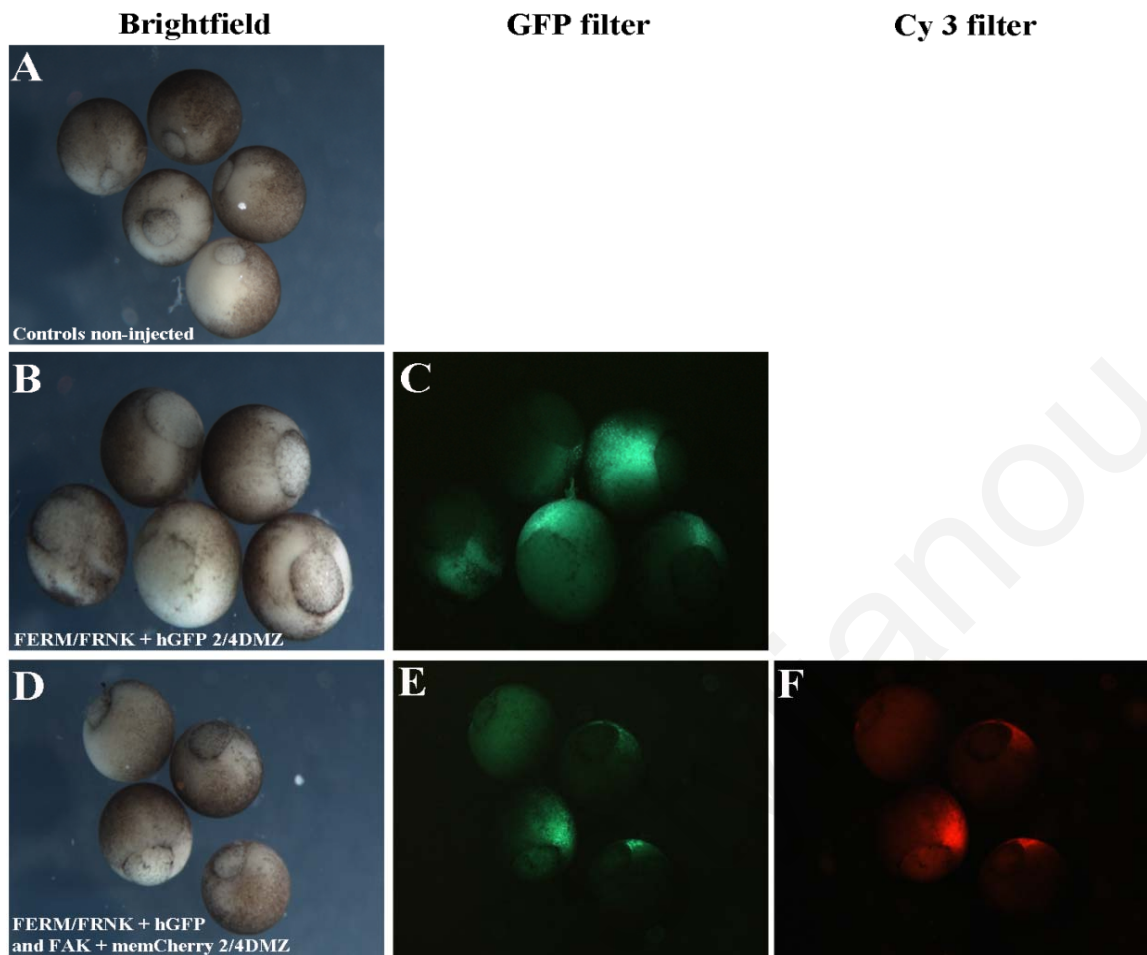 Brightfield
GFP filter
Cy 3 filter
A
Controls non-injected
B
FERM/FRNK + hGFP 2/4DMZ
C
D
FERM/FRNK + hGFP
and FAK + memCherry 2/4DMZ
E
F